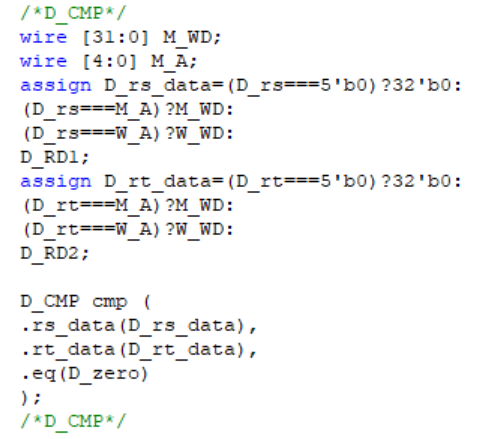 /*D_CMP*/
wire [31:0] M_WD;
wire [4:0] M_A;
assign D_rs_data=(D_rs===5'b0)?32'b0:
(D_rs===M_A)?M_WD:
(D_rs===W_A)?W_WD:
D_RD1;
assign D_rt_data=(D_rt===5'b0)?32'b0:
(D_rt===M_A)?M_WD:
(D_rt===W_A)?W_WD:
D_RD2;

D_CMP cmp (
.rs_data(D_rs_data),
.rt_data(D_rt_data),
.eq(D_zero)
);
/*D_CMP*/